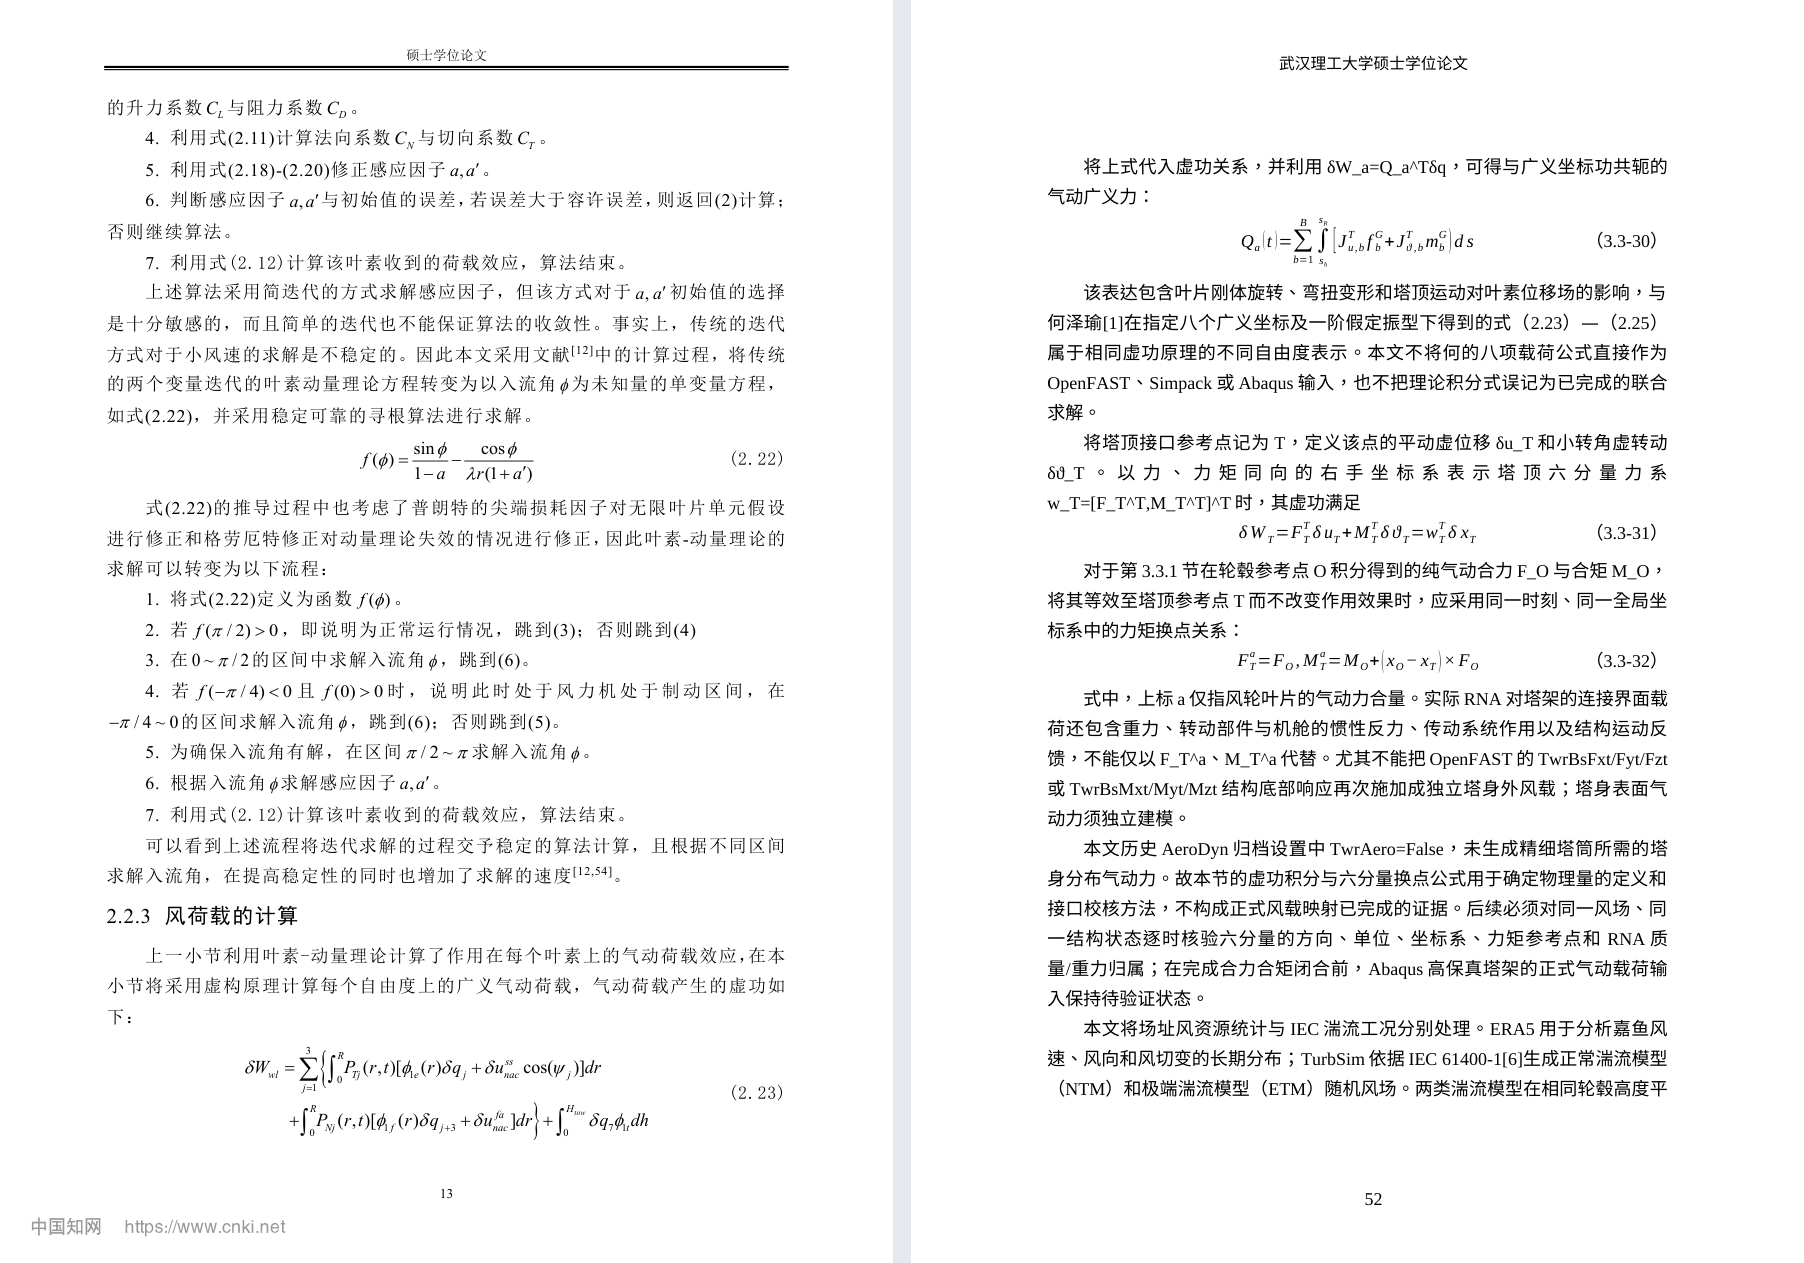 硕士学位论文
的升力系数 C_L 与阻力系数 C_D 。
4. 利用式(2.11)计算法向系数 C_N 与切向系数 C_T 。
5. 利用式(2.18)-(2.20)修正感应因子 a,a′ 。
6. 判断感应因子 a,a′ 与初始值的误差,若误差大于容许误差,则返回(2)计算;
否则继续算法。
7. 利用式(2.12)计算该叶素收到的荷载效应，算法结束。
上述算法采用简迭代的方式求解感应因子，但该方式对于 a,a′ 初始值的选择
是十分敏感的，而且简单的迭代也不能保证算法的收敛性。事实上，传统的迭代
方式对于小风速的求解是不稳定的。因此本文采用文献[12]中的计算过程，将传统
的两个变量迭代的叶素动量理论方程转变为以入流角 ϕ 为未知量的单变量方程，
如式(2.22)，并采用稳定可靠的寻根算法进行求解。
f(ϕ) = sinϕ/(1−a) − cosϕ/(λr(1+a′)) (2.22)
式(2.22)的推导过程中也考虑了普朗特的尖端损耗因子对无限叶片单元假设
进行修正和格劳厄特修正对动量理论失效的情况进行修正,因此叶素-动量理论的
求解可以转变为以下流程：
1. 将式(2.22)定义为函数 f(ϕ) 。
2. 若 f(π/2)>0，即说明为正常运行情况，跳到(3)；否则跳到(4)
3. 在 0~π/2 的区间中求解入流角 ϕ，跳到(6)。
4. 若 f(−π/4)<0 且 f(0)>0 时，说明此时处于风力机处于制动区间，在
−π/4~0 的区间求解入流角 ϕ，跳到(6)；否则跳到(5)。
5. 为确保入流角有解，在区间 π/2~π 求解入流角 ϕ。
6. 根据入流角 ϕ 求解感应因子 a,a′ 。
7. 利用式(2.12)计算该叶素收到的荷载效应，算法结束。
可以看到上述流程将迭代求解的过程交予稳定的算法计算，且根据不同区间
求解入流角，在提高稳定性的同时也增加了求解的速度[12,54]。
2.2.3 风荷载的计算
上一小节利用叶素-动量理论计算了作用在每个叶素上的气动荷载效应,在本
小节将采用虚构原理计算每个自由度上的广义气动荷载，气动荷载产生的虚功如
下：
δW_wl = ∑_{j=1}^{3} { ∫_0^R P_Tj(r,t)[ϕ_1e(r)δq_j + δu_nac^ss cos(ψ_j)]dr
+ ∫_0^R P_Nj(r,t)[ϕ_1f(r)δq_{j+3} + δu_nac^fa]dr } + ∫_0^{H_tow} δq_7ϕ_1t dh (2.23)
13
中国知网 https://www.cnki.net
武汉理工大学硕士学位论文
将上式代入虚功关系，并利用 δW_a=Q_a^Tδq，可得与广义坐标功共轭的
气动广义力：
Q_a(t)=∑_{b=1}^{B} ∫_{s_h}^{s_R} [J_{u,b}^T f_b^G+J_{ϑ,b}^T m_b^G]ds （3.3-30）
该表达包含叶片刚体旋转、弯扭变形和塔顶运动对叶素位移场的影响，与
何泽瑜[1]在指定八个广义坐标及一阶假定振型下得到的式（2.23）—（2.25）
属于相同虚功原理的不同自由度表示。本文不将何的八项载荷公式直接作为
OpenFAST、Simpack 或 Abaqus 输入，也不把理论积分式误记为已完成的联合
求解。
将塔顶接口参考点记为 T，定义该点的平动虚位移 δu_T 和小转角虚转动
δϑ_T 。以力、力矩同向的右手坐标系表示塔顶六分量力系
w_T=[F_T^T,M_T^T]^T 时，其虚功满足
δW_T=F_T^Tδu_T+M_T^Tδϑ_T=w_T^Tδx_T （3.3-31）
对于第 3.3.1 节在轮毂参考点 O 积分得到的纯气动合力 F_O 与合矩 M_O，
将其等效至塔顶参考点 T 而不改变作用效果时，应采用同一时刻、同一全局坐
标系中的力矩换点关系：
F_T^a=F_O,M_T^a=M_O+(x_O−x_T)×F_O （3.3-32）
式中，上标 a 仅指风轮叶片的气动力合量。实际 RNA 对塔架的连接界面载
荷还包含重力、转动部件与机舱的惯性反力、传动系统作用以及结构运动反
馈，不能仅以 F_T^a、M_T^a 代替。尤其不能把 OpenFAST 的 TwrBsFxt/Fyt/Fzt
或 TwrBsMxt/Myt/Mzt 结构底部响应再次施加成独立塔身外风载；塔身表面气
动力须独立建模。
本文历史 AeroDyn 归档设置中 TwrAero=False，未生成精细塔筒所需的塔
身分布气动力。故本节的虚功积分与六分量换点公式用于确定物理量的定义和
接口校核方法，不构成正式风载映射已完成的证据。后续必须对同一风场、同
一结构状态逐时核验六分量的方向、单位、坐标系、力矩参考点和 RNA 质
量/重力归属；在完成合力合矩闭合前，Abaqus 高保真塔架的正式气动载荷输
入保持待验证状态。
本文将场址风资源统计与 IEC 湍流工况分别处理。ERA5 用于分析嘉鱼风
速、风向和风切变的长期分布；TurbSim 依据 IEC 61400-1[6]生成正常湍流模型
（NTM）和极端湍流模型（ETM）随机风场。两类湍流模型在相同轮毂高度平
52